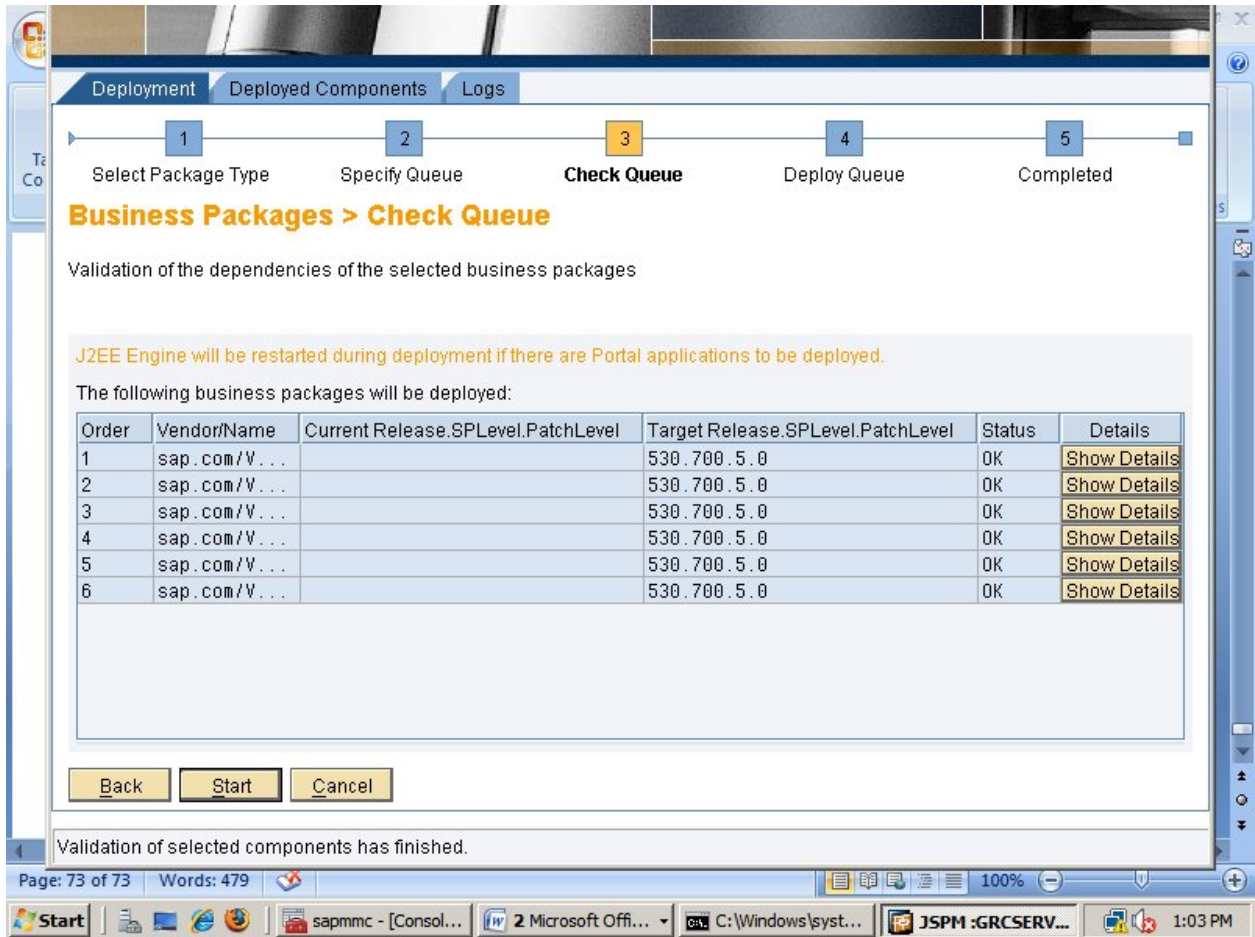 Deployment Deployed Components Logs
1 2 3 4 5
Select Package Type Specify Queue Check Queue Deploy Queue Completed
Business Packages > Check Queue
Validation of the dependencies of the selected business packages
J2EE Engine will be restarted during deployment if there are Portal applications to be deployed.
The following business packages will be deployed:
Order Vendor/Name Current Release.SPLevel.PatchLevel Target Release.SPLevel.PatchLevel Status Details
1 sap.com/V... 530.700.5.0 OK Show Details
2 sap.com/V... 530.700.5.0 OK Show Details
3 sap.com/V... 530.700.5.0 OK Show Details
4 sap.com/V... 530.700.5.0 OK Show Details
5 sap.com/V... 530.700.5.0 OK Show Details
6 sap.com/V... 530.700.5.0 OK Show Details
Back Start Cancel
Validation of selected components has finished.
Page: 73 of 73 Words: 479 100%
Start sapmmc - [Consol... 2 Microsoft Offi... C:\Windows\syst... JSPM :GRCSERV... 1:03 PM